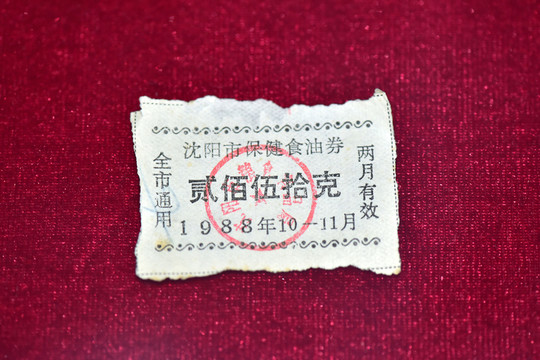 沈阳市保健食油券
全市通用
贰佰伍拾克
两月有效
1988年10—11月